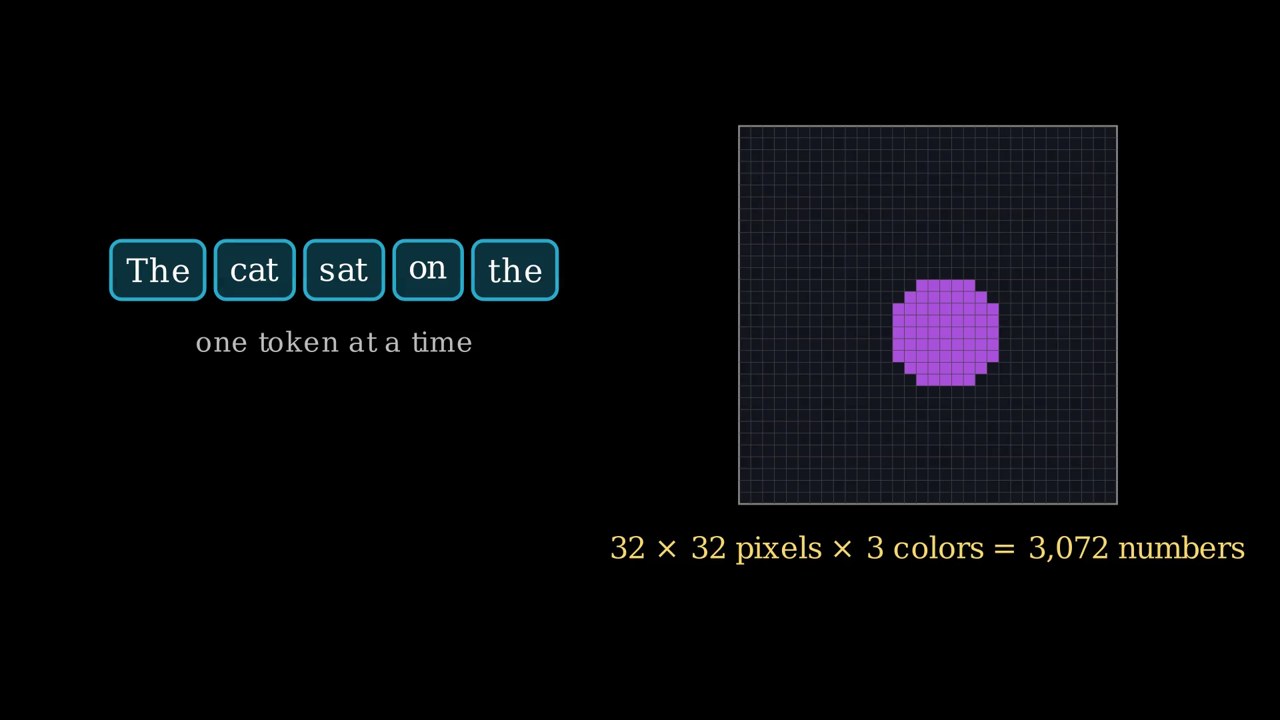 The cat sat on the
one token at a time
32 × 32 pixels × 3 colors = 3,072 numbers